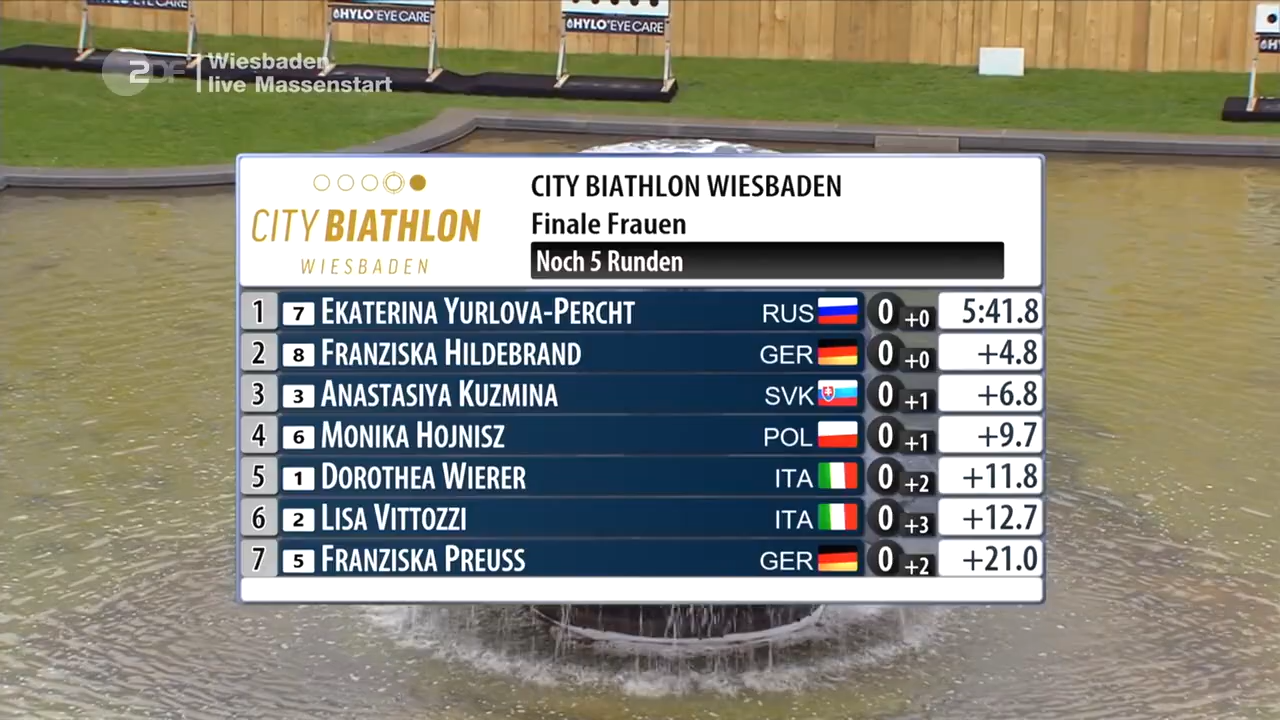 HYLO EYE CARE
HYLO EYE CARE
HYLO EYE CARE
ZDF
Wiesbaden
live Massenstart
CITY BIATHLON
WIESBADEN
CITY BIATHLON WIESBADEN
Finale Frauen
Noch 5 Runden
1 7 EKATERINA YURLOVA-PERCHT RUS 0 +0 5:41.8
2 8 FRANZISKA HILDEBRAND GER 0 +0 +4.8
3 3 ANASTASIYA KUZMINA SVK 0 +1 +6.8
4 6 MONIKA HOJNISZ POL 0 +1 +9.7
5 1 DOROTHEA WIERER ITA 0 +2 +11.8
6 2 LISA VITTOZZI ITA 0 +3 +12.7
7 5 FRANZISKA PREUSS GER 0 +2 +21.0